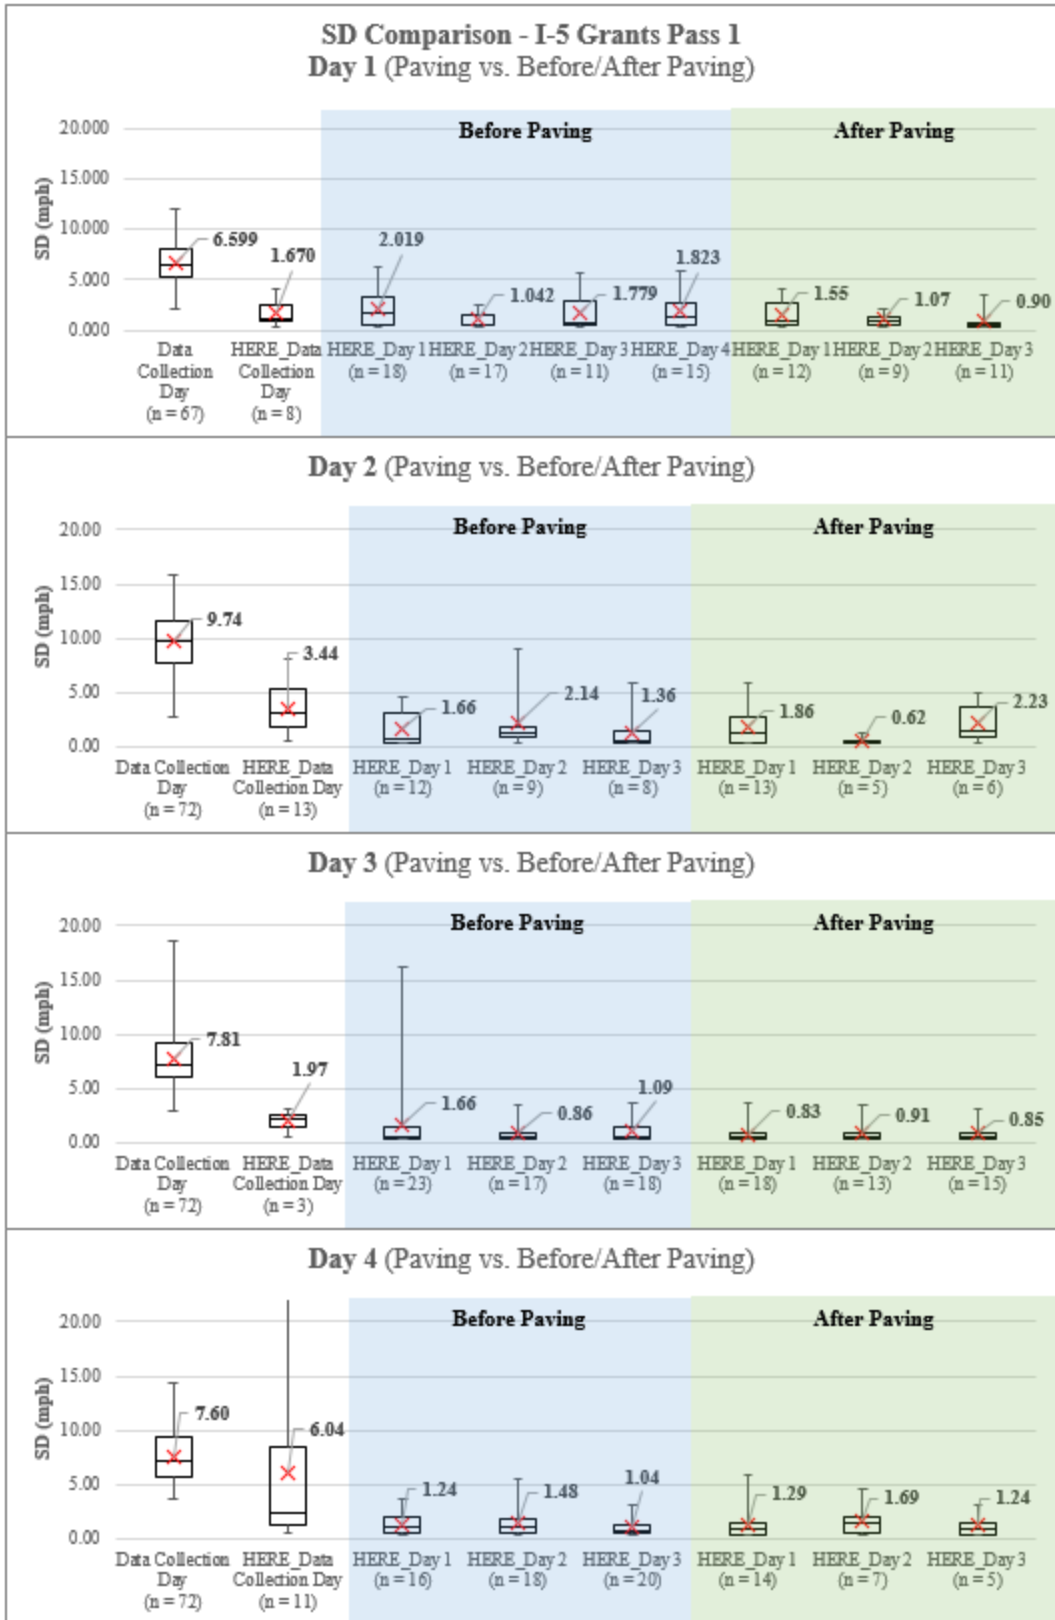 SD Comparison - I-5 Grants Pass 1
Day 1 (Paving vs. Before/After Paving)
Before Paving
After Paving
SD (mph)
20.000
15.000
10.000
5.000
0.000
6.599
1.670
2.019
1.042
1.779
1.823
1.55
1.07
0.90
Data Collection Day (n = 67)
HERE_Data Collection Day (n = 8)
HERE_Day 1 (n = 18)
HERE_Day 2 (n = 17)
HERE_Day 3 (n = 11)
HERE_Day 4 (n = 15)
HERE_Day 1 (n = 12)
HERE_Day 2 (n = 9)
HERE_Day 3 (n = 11)
Day 2 (Paving vs. Before/After Paving)
Before Paving
After Paving
SD (mph)
20.00
15.00
10.00
5.00
0.00
9.74
3.44
1.66
2.14
1.36
1.86
0.62
2.23
Data Collection Day (n = 72)
HERE_Data Collection Day (n = 13)
HERE_Day 1 (n = 12)
HERE_Day 2 (n = 9)
HERE_Day 3 (n = 8)
HERE_Day 1 (n = 13)
HERE_Day 2 (n = 5)
HERE_Day 3 (n = 6)
Day 3 (Paving vs. Before/After Paving)
Before Paving
After Paving
SD (mph)
20.00
15.00
10.00
5.00
0.00
7.81
1.97
1.66
0.86
1.09
0.83
0.91
0.85
Data Collection Day (n = 72)
HERE_Data Collection Day (n = 3)
HERE_Day 1 (n = 23)
HERE_Day 2 (n = 17)
HERE_Day 3 (n = 18)
HERE_Day 1 (n = 18)
HERE_Day 2 (n = 13)
HERE_Day 3 (n = 15)
Day 4 (Paving vs. Before/After Paving)
Before Paving
After Paving
SD (mph)
20.00
15.00
10.00
5.00
0.00
7.60
6.04
1.24
1.48
1.04
1.29
1.69
1.24
Data Collection Day (n = 72)
HERE_Data Collection Day (n = 11)
HERE_Day 1 (n = 16)
HERE_Day 2 (n = 18)
HERE_Day 3 (n = 20)
HERE_Day 1 (n = 14)
HERE_Day 2 (n = 7)
HERE_Day 3 (n = 5)